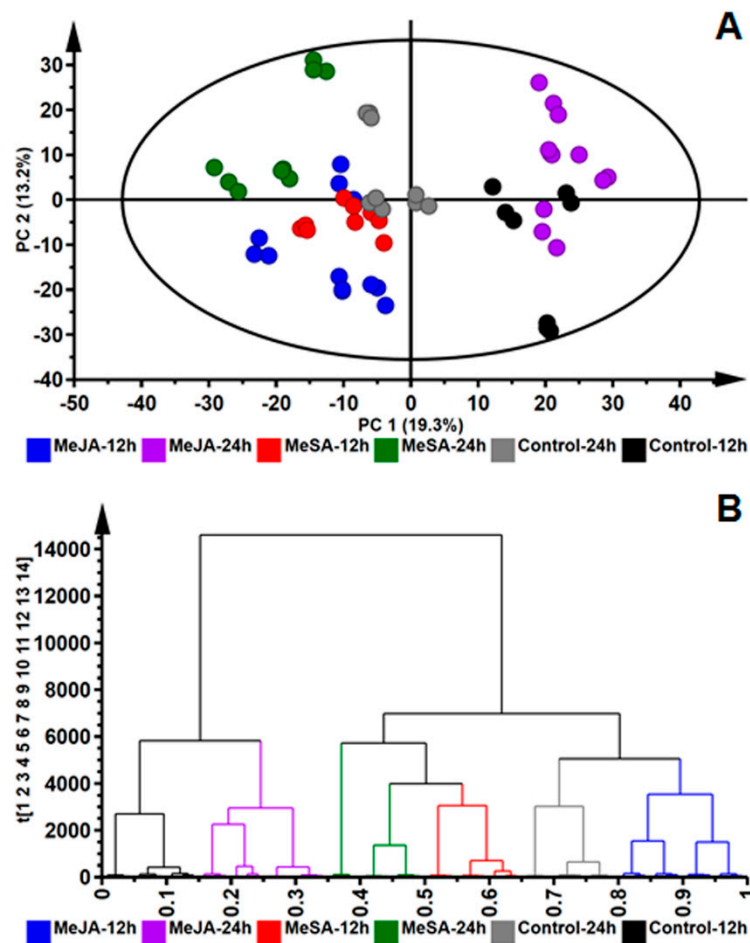 A
PC 2 (13.2%)
30
20
10
0
-10
-20
-30
-40
-50 -40 -30 -20 -10 0 10 20 30 40
PC 1 (19.3%)
MeJA-12h MeJA-24h MeSA-12h MeSA-24h Control-24h Control-12h
B
t[1 2 3 4 5 6 7 8 9 10 11 12 13 14]
14000
12000
10000
8000
6000
4000
2000
0
0 0.1 0.2 0.3 0.4 0.5 0.6 0.7 0.8 0.9 1
MeJA-12h MeJA-24h MeSA-12h MeSA-24h Control-24h Control-12h